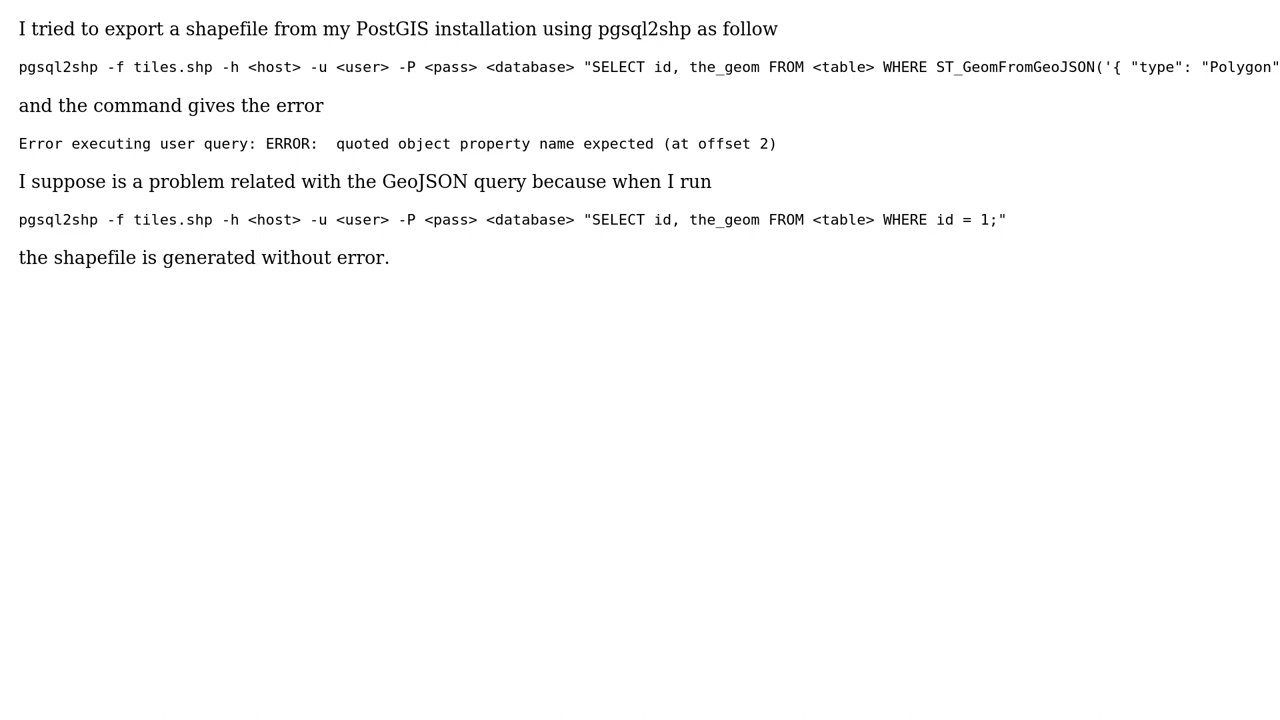 I tried to export a shapefile from my PostGIS installation using pgsql2shp as follow
pgsql2shp -f tiles.shp -h <host> -u <user> -P <pass> <database> "SELECT id, the_geom FROM <table> WHERE ST_GeomFromGeoJSON('{ "type": "Polygon"
and the command gives the error
Error executing user query: ERROR:  quoted object property name expected (at offset 2)
I suppose is a problem related with the GeoJSON query because when I run
pgsql2shp -f tiles.shp -h <host> -u <user> -P <pass> <database> "SELECT id, the_geom FROM <table> WHERE id = 1;"
the shapefile is generated without error.